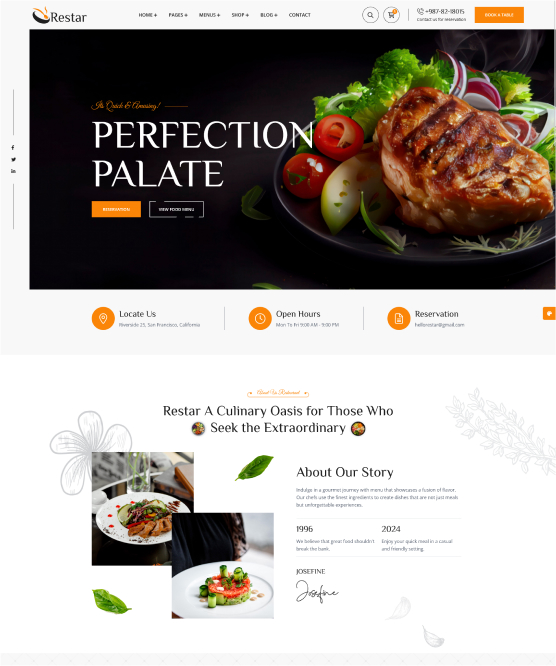 Restar
HOME + PAGES + MENUS + SHOP + BLOG + CONTACT
+987-82-18015
Contact us for reservation
BOOK A TABLE
It's Quick & Amusing!
PERFECTION
PALATE
RESERVATION
VIEW FOOD MENU
Locate Us
Riverside 25, San Francisco, California
Open Hours
Mon To Fri 9:00 AM - 9:00 PM
Reservation
hellorestar@gmail.com
About Us Restaurant
Restar A Culinary Oasis for Those Who
Seek the Extraordinary
About Our Story
Indulge in a gourmet journey with menu that showcases a fusion of flavor.
Our chefs use the finest ingredients to create dishes that are not just meals
but unforgettable experiences.
1996
We believe that great food shouldn't
break the bank.
2024
Enjoy your quick meal in a casual
and friendly setting.
JOSEFINE
Josefine